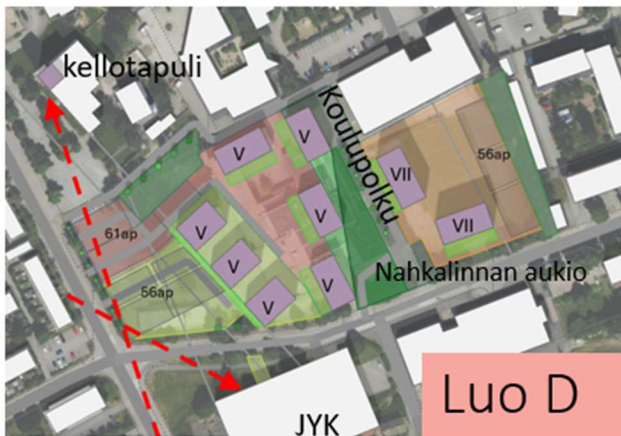 kellotapuli
Koulupolku
V
V
VII
56ap
61ap
V
V
VII
V
56ap
V
V
Nahkalinnan aukio
JYK
Luo D